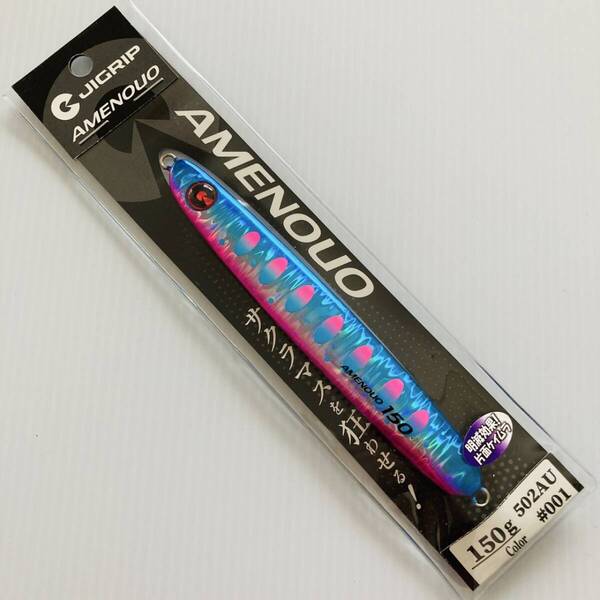 JIGRIP
AMENOUO
AMENOUO
サクラマスを狂わせる!
AMENOUO 150
明滅効果!
片面ケイムラ
150g 502AU
Color #001